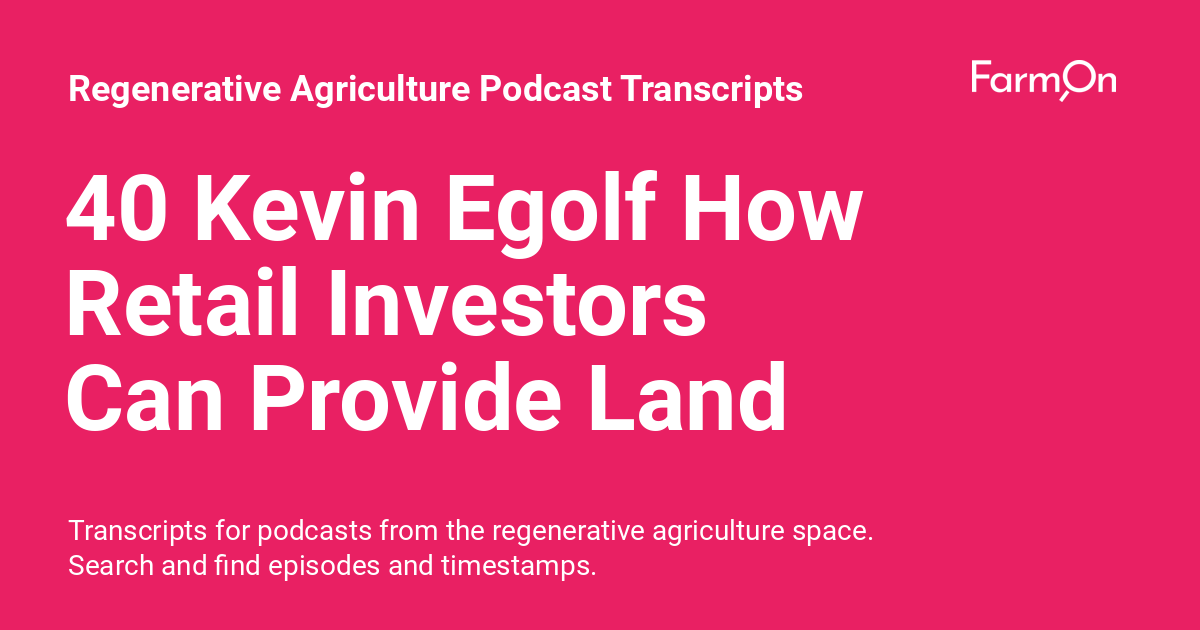 Regenerative Agriculture Podcast Transcripts
FarmOn
40 Kevin Egolf How
Retail Investors
Can Provide Land
Transcripts for podcasts from the regenerative agriculture space.
Search and find episodes and timestamps.